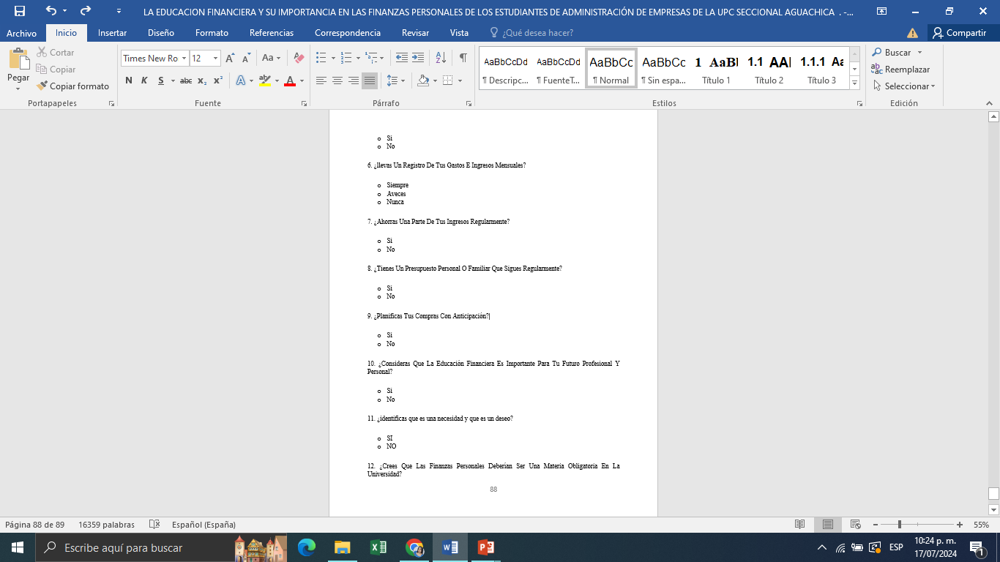 LA EDUCACION FINANCIERA Y SU IMPORTANCIA EN LAS FINANZAS PERSONALES DE LOS ESTUDIANTES DE ADMINISTRACIÓN DE EMPRESAS DE LA UPC SECCIONAL AGUACHICA . -...
Archivo Inicio Insertar Diseño Formato Referencias Correspondencia Revisar Vista ¿Qué desea hacer? Compartir
Pegar
Cortar
Copiar
Copiar formato
Portapapeles
Times New Ro 12
Aa
N K S abc x₂ x²
Fuente
Párrafo
AaBbCcDd AaBbCcDd AaBbCc AaBbCc 1 AaBl 1.1 AAI 1.1.1 Aa
¶ Descripc... ¶ FuenteT... ¶ Normal ¶ Sin espa... Título 1 Título 2 Título 3
Estilos
Buscar
Reemplazar
Seleccionar
Edición
o Si
o No
6. ¿llevas Un Registro De Tus Gastos E Ingresos Mensuales?
o Siempre
o Aveces
o Nunca
7. ¿Ahorras Una Parte De Tus Ingresos Regularmente?
o Si
o No
8. ¿Tienes Un Presupuesto Personal O Familiar Que Sigues Regularmente?
o Si
o No
9. ¿Planificas Tus Compras Con Anticipación?
o Si
o No
10. ¿Consideras Que La Educación Financiera Es Importante Para Tu Futuro Profesional Y
Personal?
o Si
o No
11. ¿identificas que es una necesidad y que es un deseo?
o SI
o NO
12. ¿Crees Que Las Finanzas Personales Deberían Ser Una Materia Obligatoria En La
Universidad?
88
Página 88 de 89 16359 palabras Español (España) 55%
Escribe aquí para buscar
ESP
10:24 p. m.
17/07/2024
1